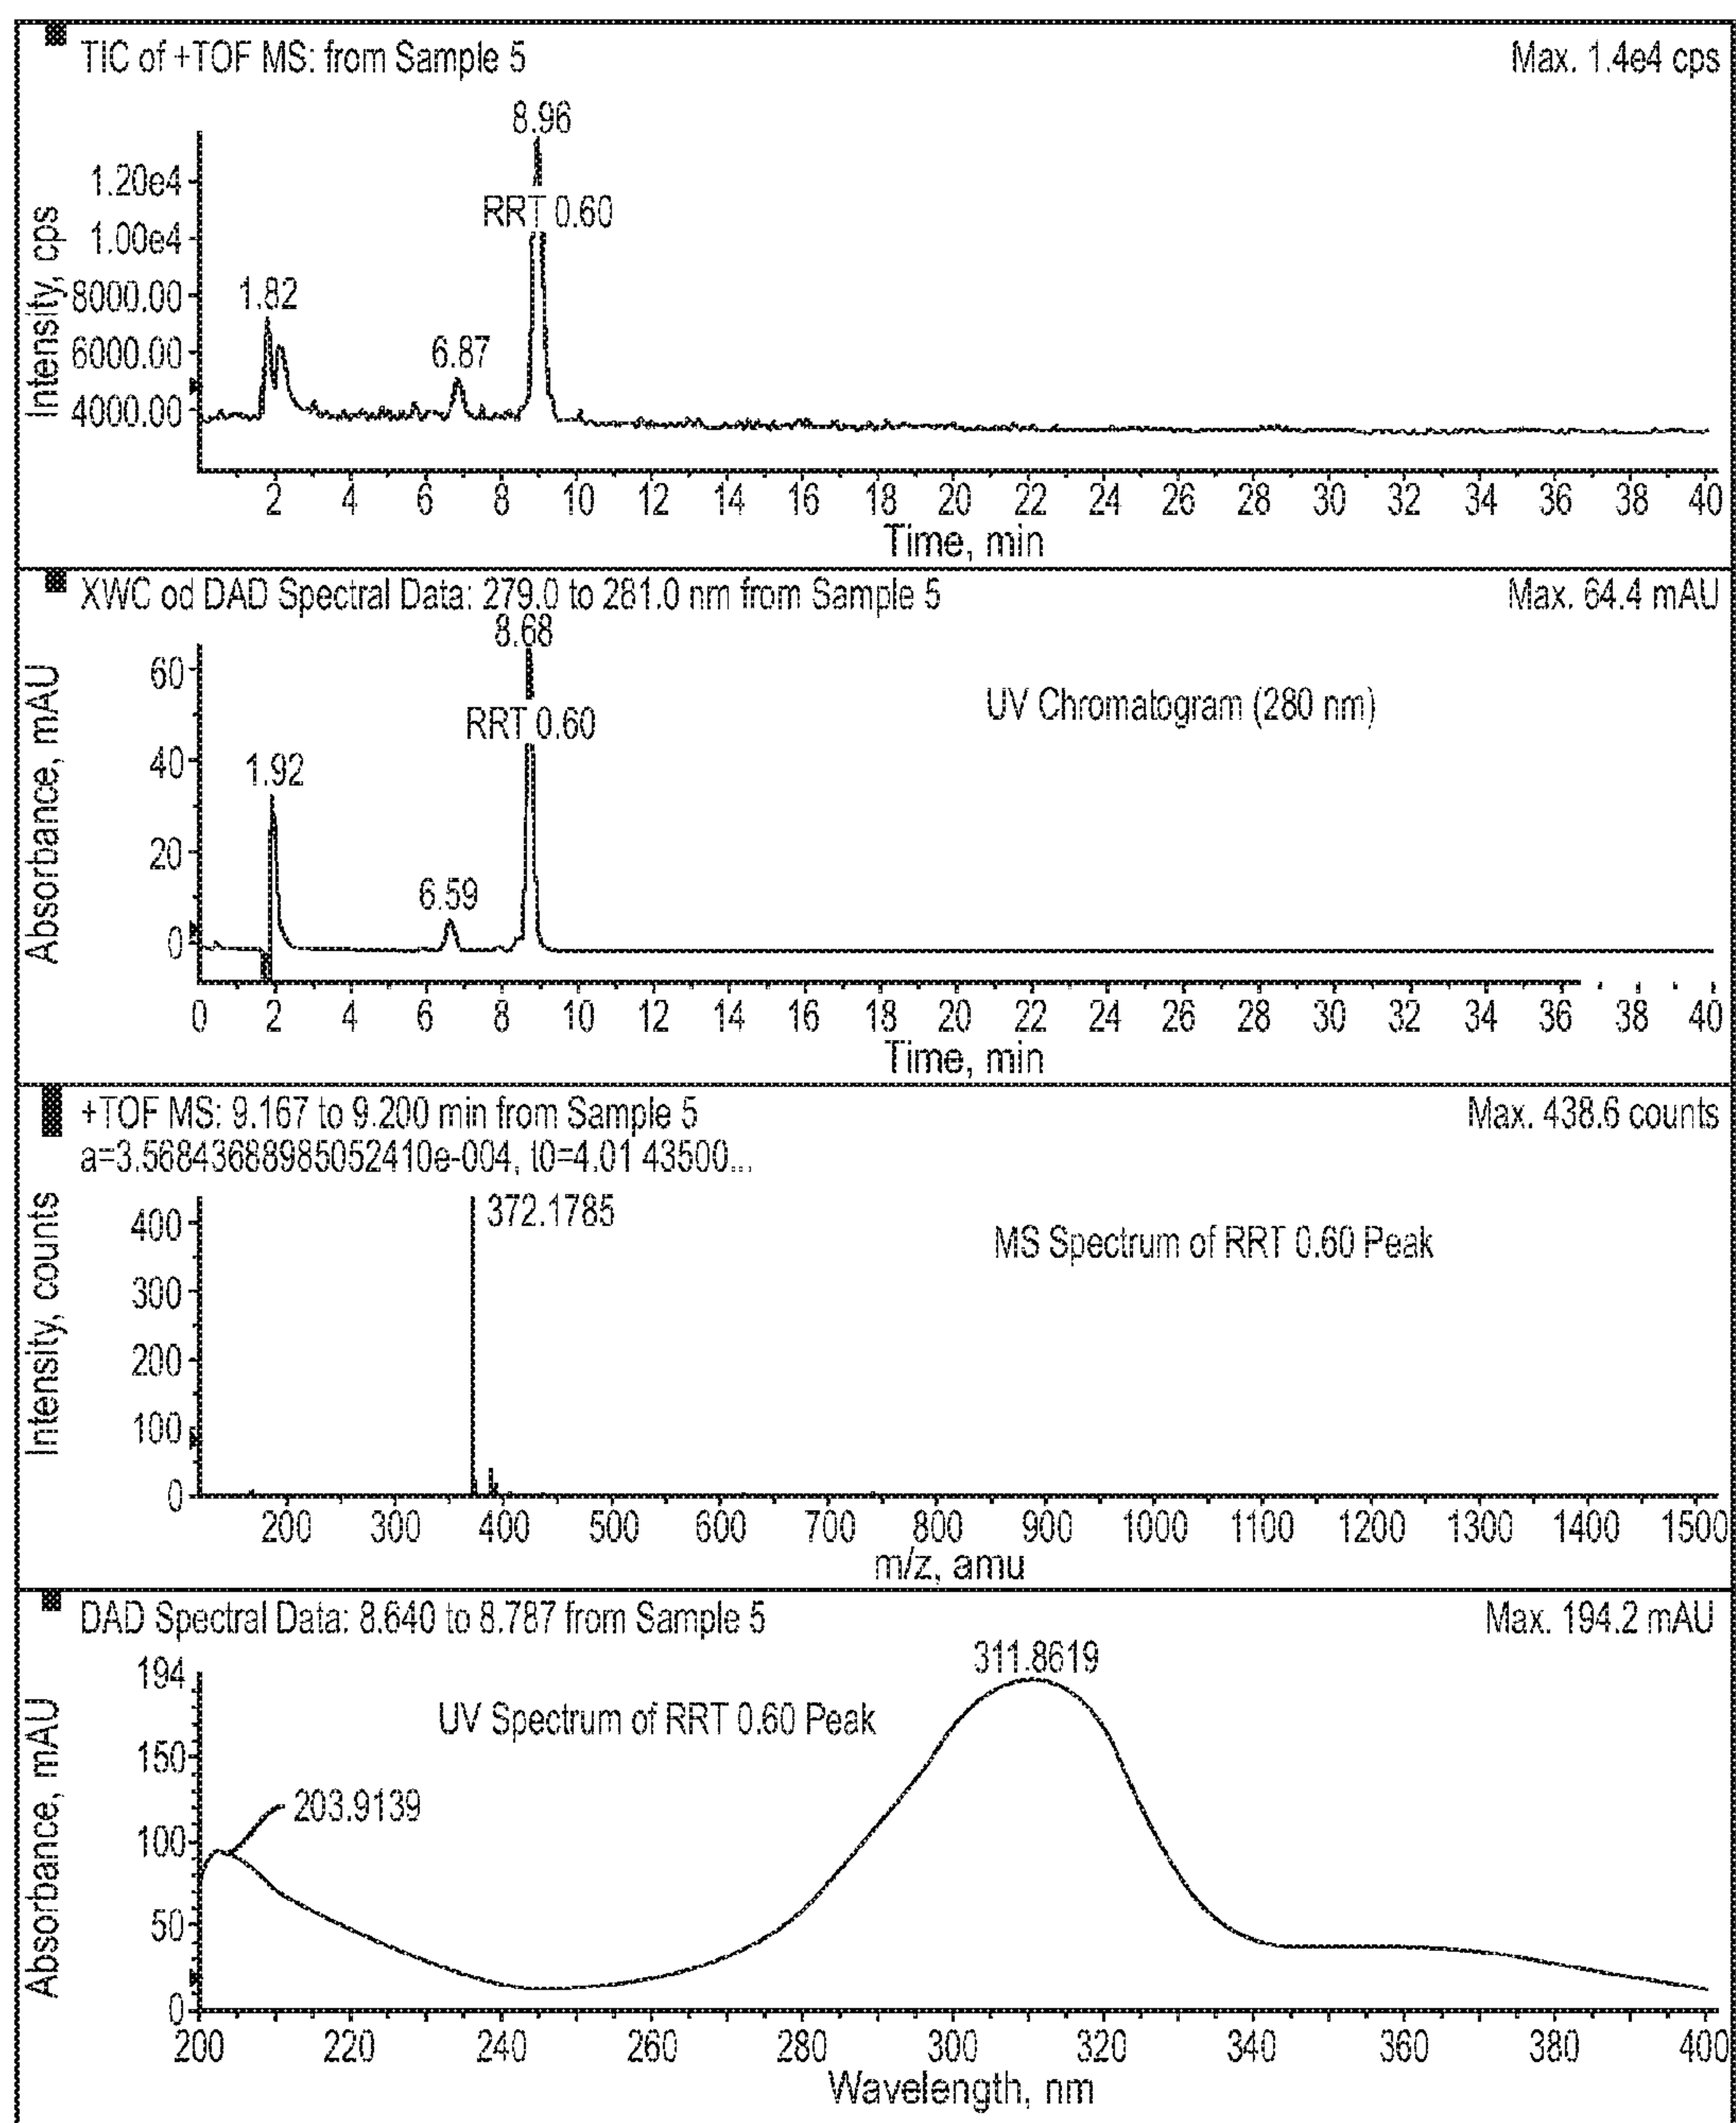 TIC of +TOF MS: from Sample 5
Max. 1.4e4 cps
8.96
1.20e4
RRT 0.60
1.00e4
8000.00
1.82
6000.00
6.87
4000.00
Intensity, cps
2 4 6 8 10 12 14 16 18 20 22 24 26 28 30 32 34 36 38 40
Time, min
XWC od DAD Spectral Data: 279.0 to 281.0 nm from Sample 5
Max. 64.4 mAU
8.68
60
RRT 0.60
UV Chromatogram (280 nm)
40
1.92
20
6.59
0
Absorbance, mAU
0 2 4 6 8 10 12 14 16 18 20 22 24 26 28 30 32 34 36 38 40
Time, min
+TOF MS: 9.167 to 9.200 min from Sample 5
Max. 438.6 counts
a=3.56843688985052410e-004, t0=4.01 43500...
400
372.1785
MS Spectrum of RRT 0.60 Peak
300
200
100
0
Intensity, counts
200 300 400 500 600 700 800 900 1000 1100 1200 1300 1400 1500
m/z, amu
DAD Spectral Data: 8.640 to 8.787 from Sample 5
Max. 194.2 mAU
311.8619
194
UV Spectrum of RRT 0.60 Peak
150
203.9139
100
50
0
Absorbance, mAU
200 220 240 260 280 300 320 340 360 380 400
Wavelength, nm